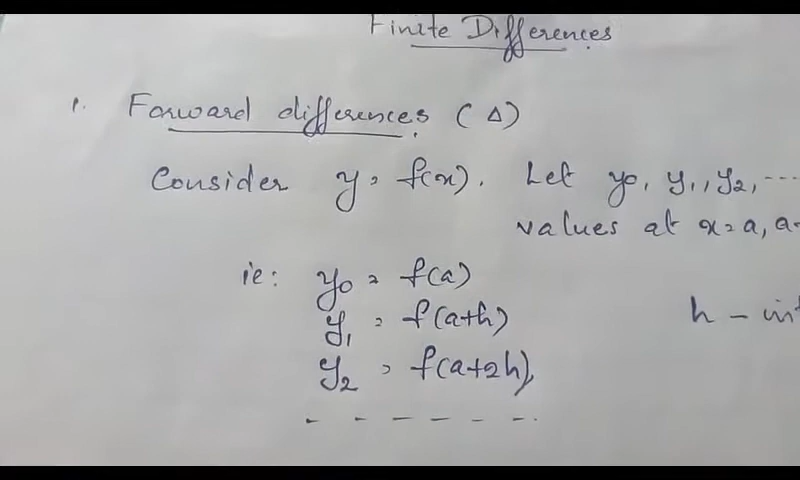 Finite Differences
1. Forward differences (Δ)
Consider y = f(x). Let y0, y1, y2, ...
values at x = a, a
ie: y0 = f(a)
y1 = f(a+h)
h -
y2 = f(a+2h),
- - - - - -.